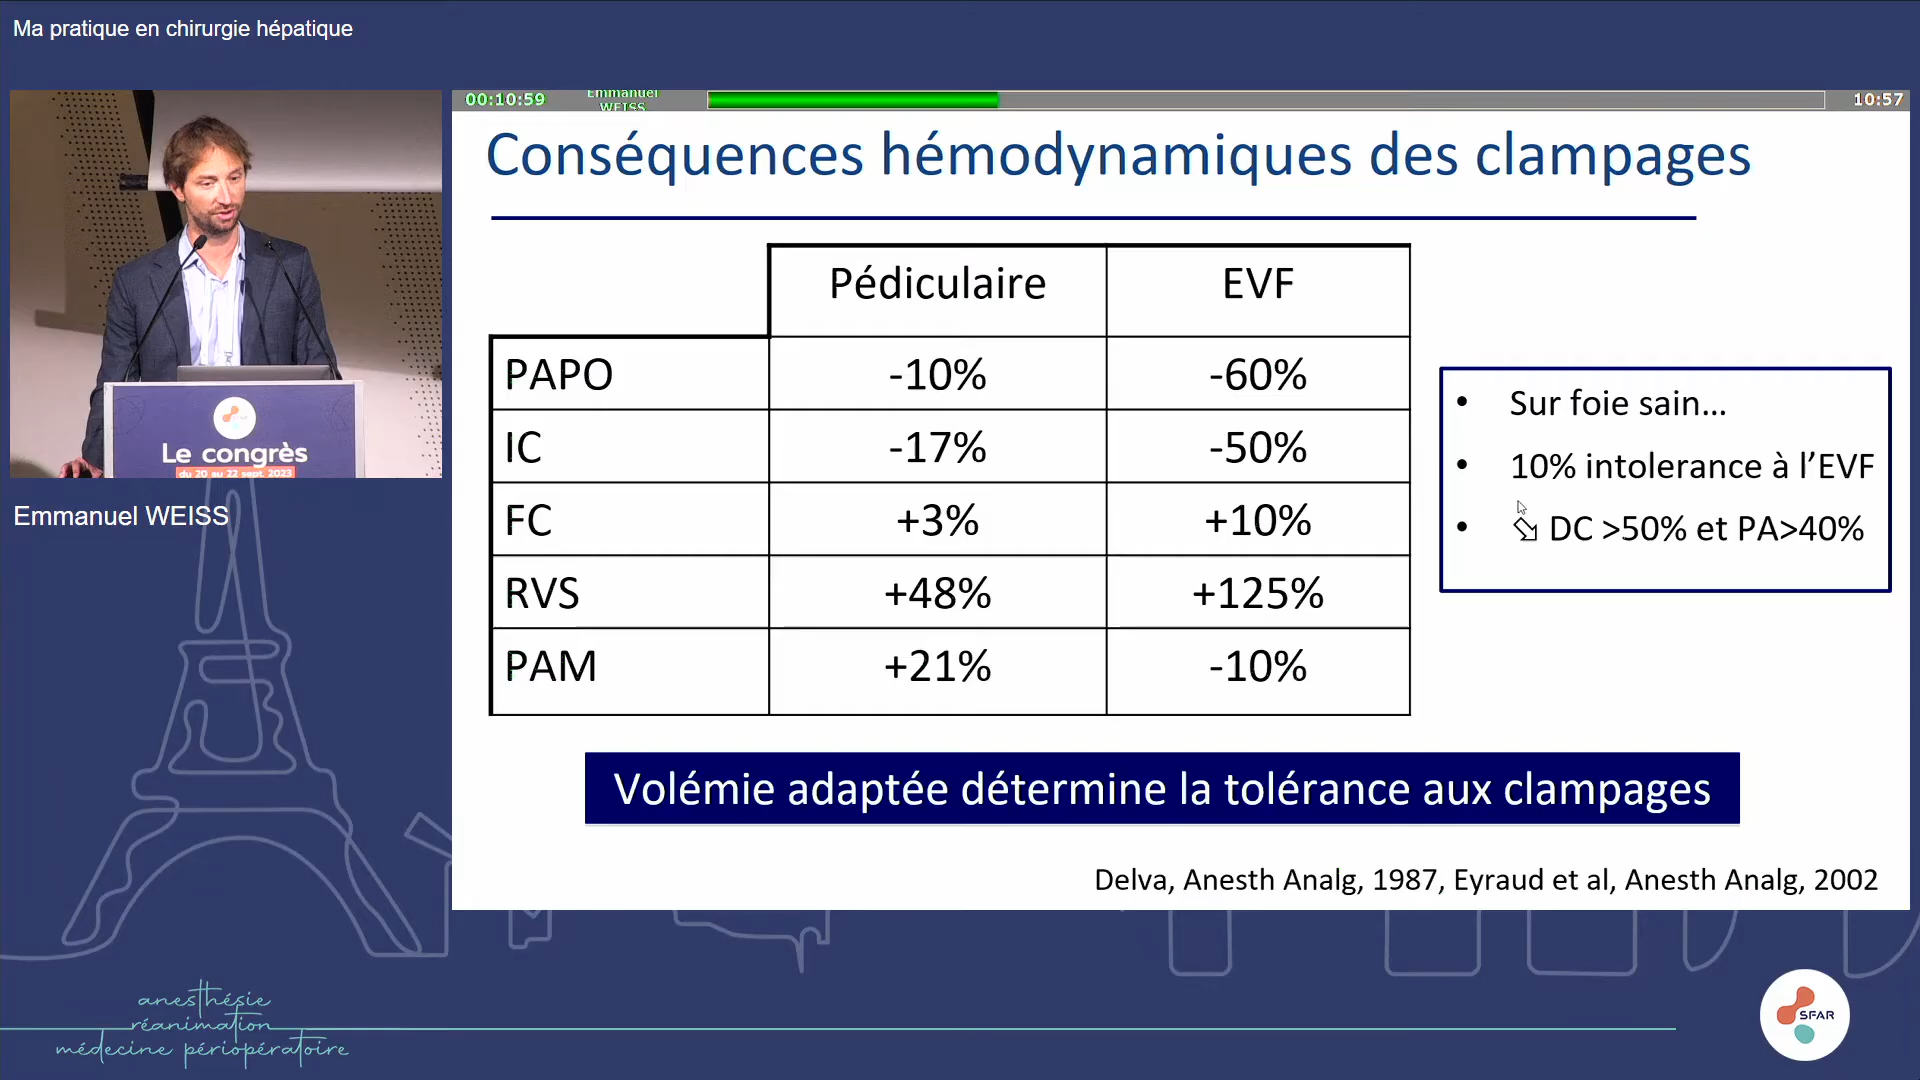 Ma pratique en chirurgie hépatique
00:10:59
Emmanuel
WEISS
10:57
Conséquences hémodynamiques des clampages
Pédiculaire EVF
PAPO -10% -60%
IC -17% -50%
FC +3% +10%
RVS +48% +125%
PAM +21% -10%
• Sur foie sain…
• 10% intolerance à l’EVF
• ⇘ DC >50% et PA>40%
Volémie adaptée détermine la tolérance aux clampages
Delva, Anesth Analg, 1987, Eyraud et al, Anesth Analg, 2002
Le congrès
du 20 au 22 sept. 2023
Emmanuel WEISS
anesthésie
réanimation
médecine périopératoire
SFAR